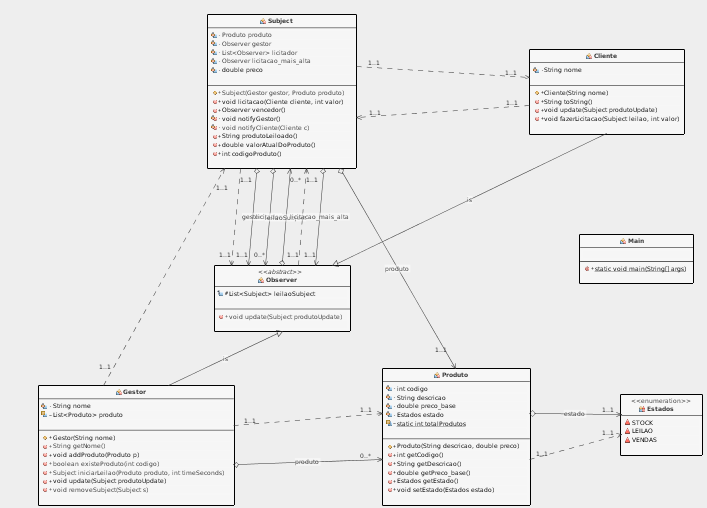 Subject
- Produto produto
- Observer gestor
- List<Observer> licitador
- Observer licitacao_mais_alta
- double preco
+ Subject(Gestor gestor, Produto produto)
+ void licitacao(Cliente cliente, int valor)
+ Observer vencedor()
- void notifyGestor()
- void notifyCliente(Cliente c)
+ String produtoLeiloado()
+ double valorAtualDoProduto()
+ int codigoProduto()
1..1
1..1
1..1
1..1
Cliente
- String nome
+ Cliente(String nome)
+ String toString()
+ void update(Subject produtoUpdate)
+ void fazerLicitacao(Subject leilao, int valor)
is
Main
+ static void main(String[] args)
1..1
1..1
0..*
1..1
licitacao_mais_alta
1..1
1..1
0..*
1..1
1..1
produto
<<abstract>>
Observer
# List<Subject> leilaoSubject
+ void update(Subject produtoUpdate)
is
1..1
1..1
Gestor
- String nome
~ List<Produto> produto
+ Gestor(String nome)
+ String getNome()
+ void addProduto(Produto p)
+ boolean existeProduto(int codigo)
+ Subject iniciarLeilao(Produto produto, int timeSeconds)
+ void update(Subject produtoUpdate)
+ void removeSubject(Subject s)
1..1
1..1
produto
0..*
Produto
- int codigo
- String descricao
- double preco_base
- Estados estado
~ static int totalProdutos
+ Produto(String descricao, double preco)
+ int getCodigo()
+ String getDescricao()
+ double getPreco_base()
+ Estados getEstado()
+ void setEstado(Estados estado)
estado
1..1
1..1
1..1
<<enumeration>>
Estados
STOCK
LEILAO
VENDAS